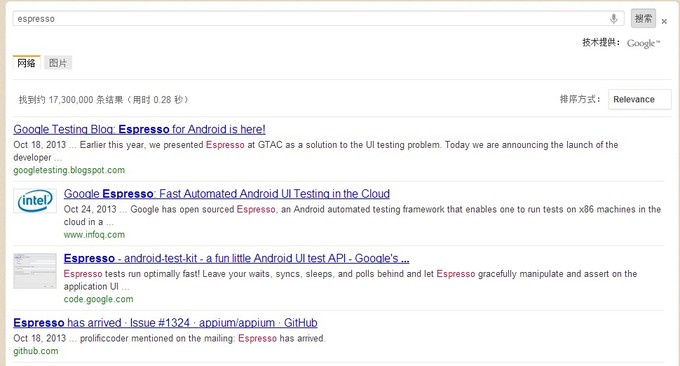 espresso
搜索
×
技术提供: Google™
网络 图片
找到约 17,300,000 条结果（用时 0.28 秒）
排序方式: Relevance
Google Testing Blog: Espresso for Android is here!
Oct 18, 2013 ... Earlier this year, we presented Espresso at GTAC as a solution to the UI testing problem. Today we are announcing the launch of the
developer ...
googletesting.blogspot.com
intel
Google Espresso: Fast Automated Android UI Testing in the Cloud
Oct 24, 2013 ... Google has open sourced Espresso, an Android automated testing framework that enables one to run tests on x86 machines in the
cloud in a ...
www.infoq.com
Espresso - android-test-kit - a fun little Android UI test API - Google's ...
Espresso tests run optimally fast! Leave your waits, syncs, sleeps, and polls behind and let Espresso gracefully manipulate and assert on the
application UI ...
code.google.com
Espresso has arrived · Issue #1324 · appium/appium · GitHub
Oct 18, 2013 ... prolificcoder mentioned on the mailing: Espresso has arrived.
github.com